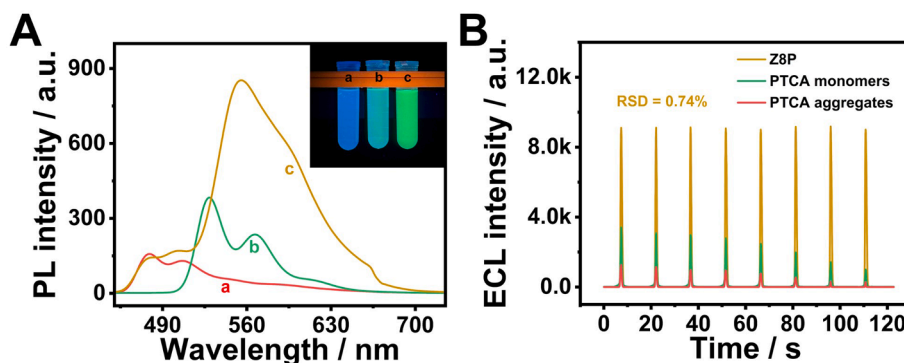 A
PL intensity / a.u.
900
600
300
0
490
560
630
700
Wavelength / nm
a
b
c
a
b
c
B
ECL intensity / a.u.
12.0k
8.0k
4.0k
0.0
0
20
40
60
80
100
120
Time / s
RSD = 0.74%
Z8P
PTCA monomers
PTCA aggregates